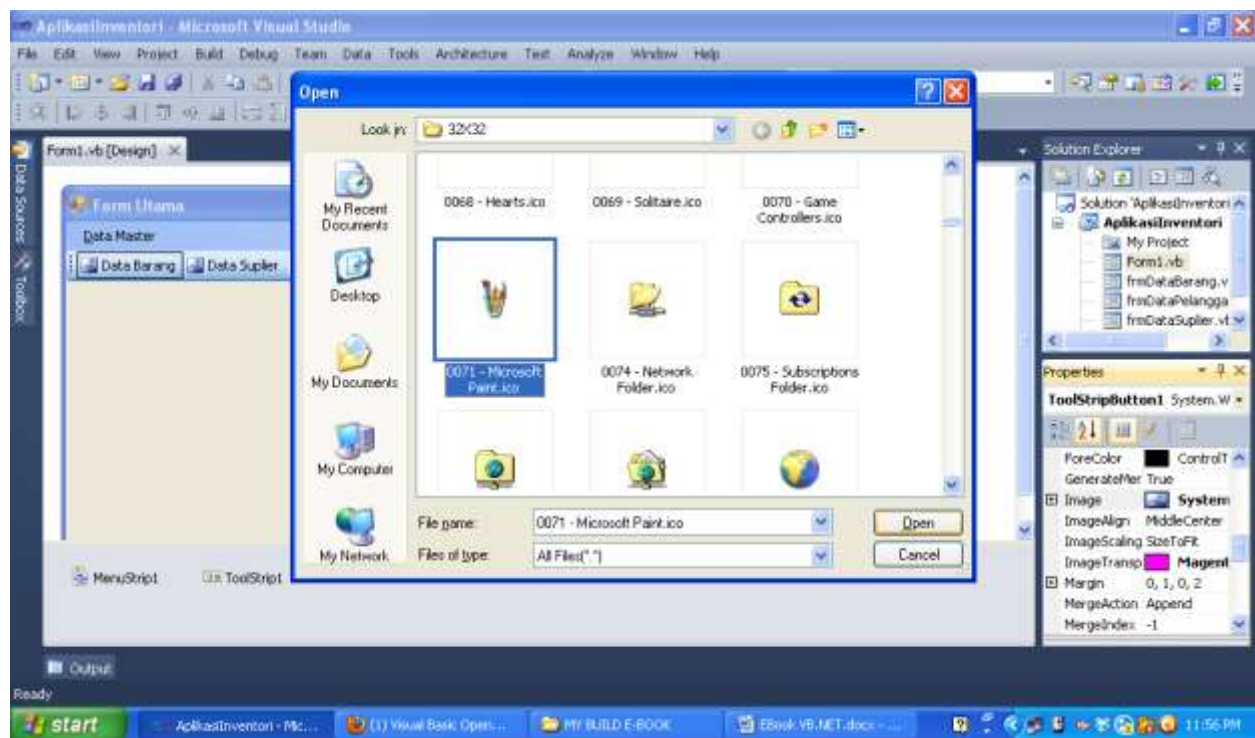 AplikasiInventori - Microsoft Visual Studio
File Edit View Project Build Debug Team Data Tools Architecture Test Analyze Window Help
Form1.vb [Design]
Data Sources
Toolbox
Form Utama
Data Master
Data Barang Data Suplier
MenuStrip1 ToolStrip1
Open
Look in: 32X32
My Recent Documents
Desktop
My Documents
My Computer
My Network
0068 - Hearts.ico
0069 - Solitaire.ico
0070 - Game Controllers.ico
0071 - Microsoft Paint.ico
0074 - Network Folder.ico
0075 - Subscriptions Folder.ico
File name: 0071 - Microsoft Paint.ico Open
Files of type: All Files(*.*) Cancel
Solution Explorer
Solution 'AplikasiInventori
AplikasiInventori
My Project
Form1.vb
frmDataBarang.v
frmDataPelangga
frmDataSuplier.vb
Properties
ToolStripButton1 System.W
ForeColor ControlT
GenerateMer True
Image System
ImageAlign MiddleCenter
ImageScaling SizeToFit
ImageTransp Magent
Margin 0, 1, 0, 2
MergeAction Append
MergeIndex -1
Output
Ready
start AplikasiInventori - Mic... (1) Visual Basic Open... MY BUILD E-BOOK EBook VB.NET.docx - ... 11:56 PM